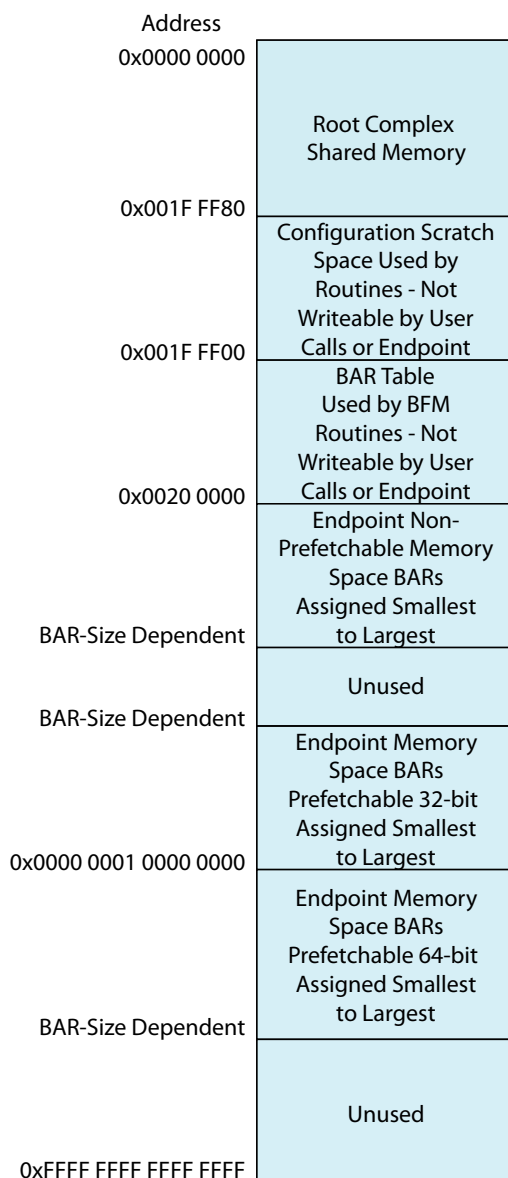 Address
0x0000 0000
Root Complex
Shared Memory
0x001F FF80
Configuration Scratch
Space Used by
Routines - Not
Writeable by User
Calls or Endpoint
0x001F FF00
BAR Table
Used by BFM
Routines - Not
Writeable by User
Calls or Endpoint
0x0020 0000
Endpoint Non-
Prefetchable Memory
Space BARs
Assigned Smallest
to Largest
BAR-Size Dependent
Unused
BAR-Size Dependent
Endpoint Memory
Space BARs
Prefetchable 32-bit
Assigned Smallest
to Largest
0x0000 0001 0000 0000
Endpoint Memory
Space BARs
Prefetchable 64-bit
Assigned Smallest
to Largest
BAR-Size Dependent
Unused
0xFFFF FFFF FFFF FFFF